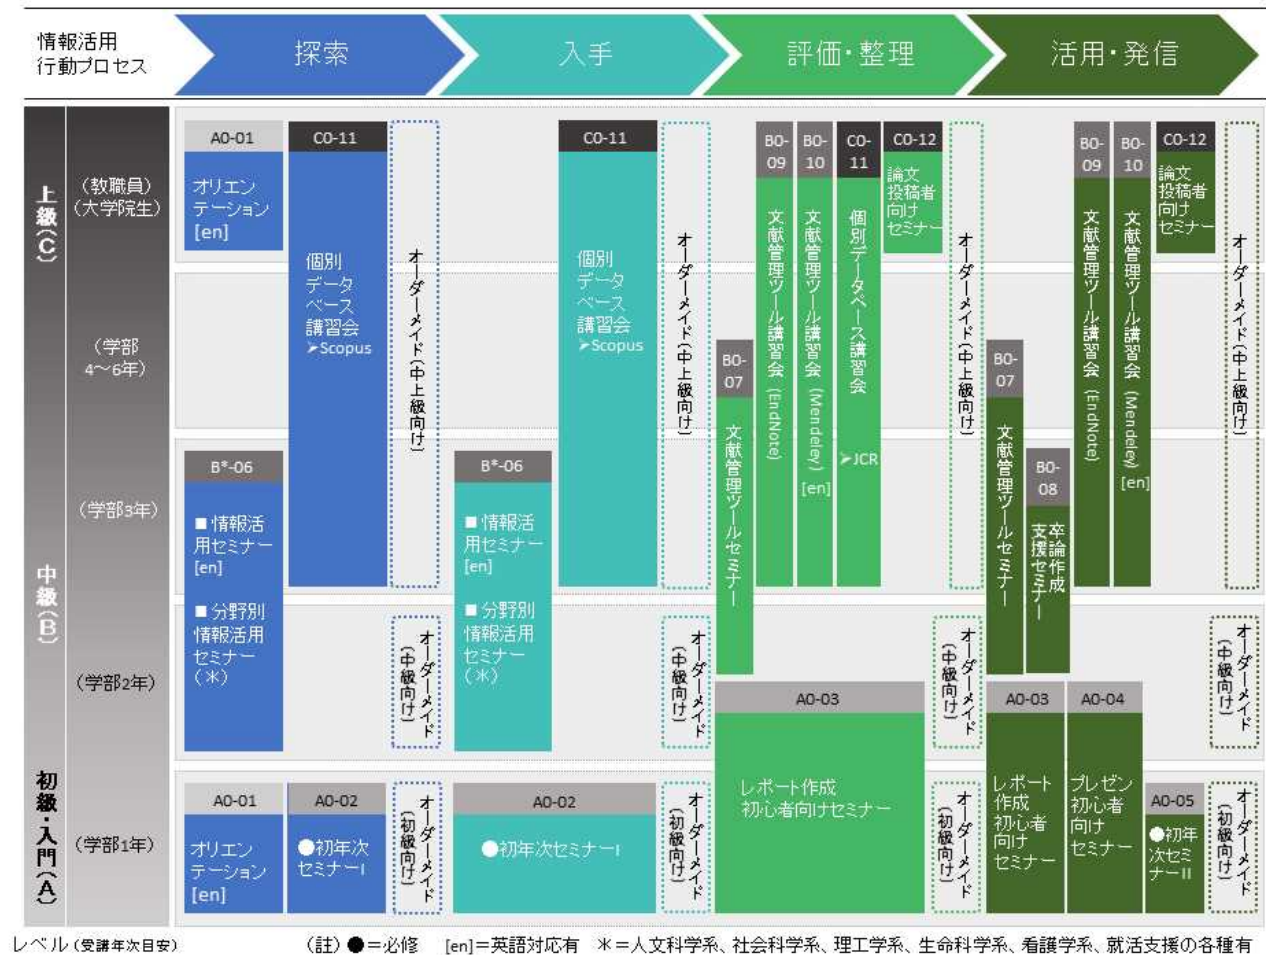 情報活用
行動プロセス
探索
入手
評価・整理
活用・発信
上級(C)
中級(B)
初級・入門(A)
(教職員)
(大学院生)
(学部
4～6年)
(学部3年)
(学部2年)
(学部1年)
A0-01
オリエン
テーション
[en]
C0-11
個別
データ
ベース
講習会
➢Scopus
オーダーメイド(中上級向け)
C0-11
個別
データ
ベース
講習会
➢Scopus
オーダーメイド(中上級向け)
B0-
07
文献管理ツールセミナー
B0-
09
文献管理ツール講習会 (EndNote)
B0-
10
文献管理ツール講習会 (Mendeley)
[en]
C0-
11
個別データベース講習会
➢JCR
C0-12
論文
投稿者
向け
セミナー
オーダーメイド(中上級向け)
B0-
07
文献管理ツールセミナー
B0-
08
卒論作成
支援セミナー
B0-
09
文献管理ツール講習会 (EndNote)
B0-
10
文献管理ツール講習会 (Mendeley)
[en]
C0-12
論文
投稿者
向け
セミナー
オーダーメイド(中上級向け)
B*-06
■ 情報活
用セミナー
[en]
■ 分野別
情報活用
セミナー
(＊)
オーダーメイド
(中級向け)
B*-06
■ 情報活
用セミナー
[en]
■ 分野別
情報活用
セミナー
(＊)
オーダーメイド
(中級向け)
オーダーメイド
(中級向け)
オーダーメイド
(中級向け)
A0-01
オリエン
テーション
[en]
A0-02
●初年次
セミナーI
オーダーメイド
(初級向け)
A0-02
●初年次セミナーI
オーダーメイド
(初級向け)
A0-03
レポート作成
初心者向けセミナー
オーダーメイド
(初級向け)
A0-03
レポート
作成
初心者
向け
セミナー
A0-04
プレゼン
初心者
向け
セミナー
A0-05
●初年
次セミ
ナーII
オーダーメイド
(初級向け)
レベル (受講年次目安)
(註) ●＝必修 [en]＝英語対応有 ＊＝人文科学系、社会科学系、理工学系、生命科学系、看護学系、就活支援の各種有